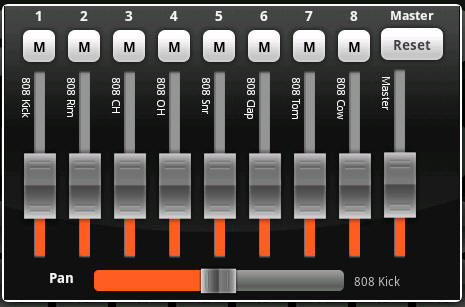 1 2 3 4 5 6 7 8 Master
M M M M M M M M Reset
808 Kick
808 Rim
808 CH
808 OH
808 Snr
808 Clap
808 Tom
808 Cow
Master
Pan 808 Kick